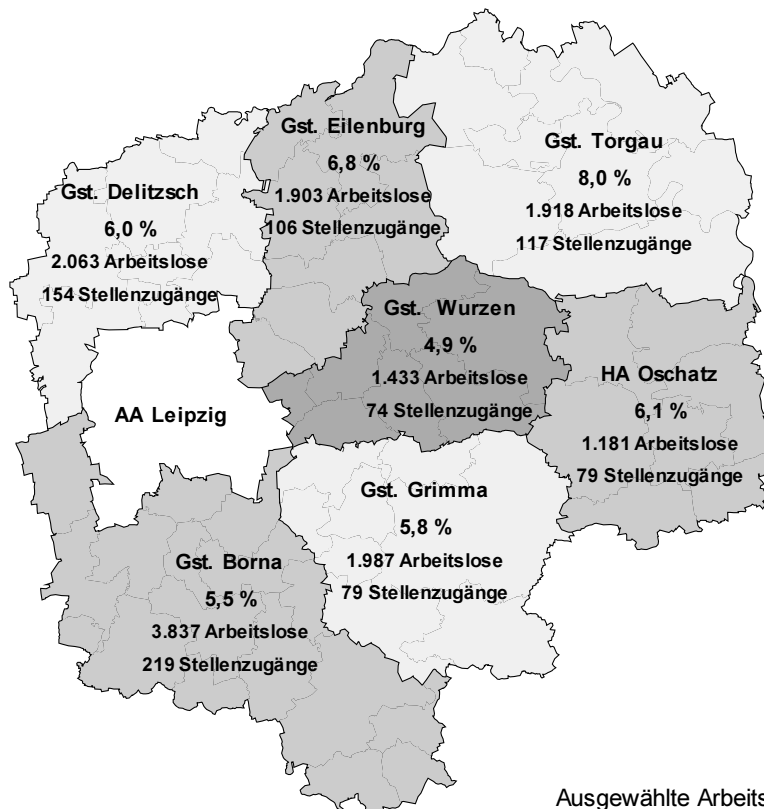 Gst. Eilenburg
6,8 %
1.903 Arbeitslose
106 Stellenzugänge
Gst. Torgau
8,0 %
1.918 Arbeitslose
117 Stellenzugänge
Gst. Delitzsch
6,0 %
2.063 Arbeitslose
154 Stellenzugänge
Gst. Wurzen
4,9 %
1.433 Arbeitslose
74 Stellenzugänge
HA Oschatz
6,1 %
1.181 Arbeitslose
79 Stellenzugänge
AA Leipzig
Gst. Grimma
5,8 %
1.987 Arbeitslose
79 Stellenzugänge
Gst. Borna
5,5 %
3.837 Arbeitslose
219 Stellenzugänge
Ausgewählte Arbeits